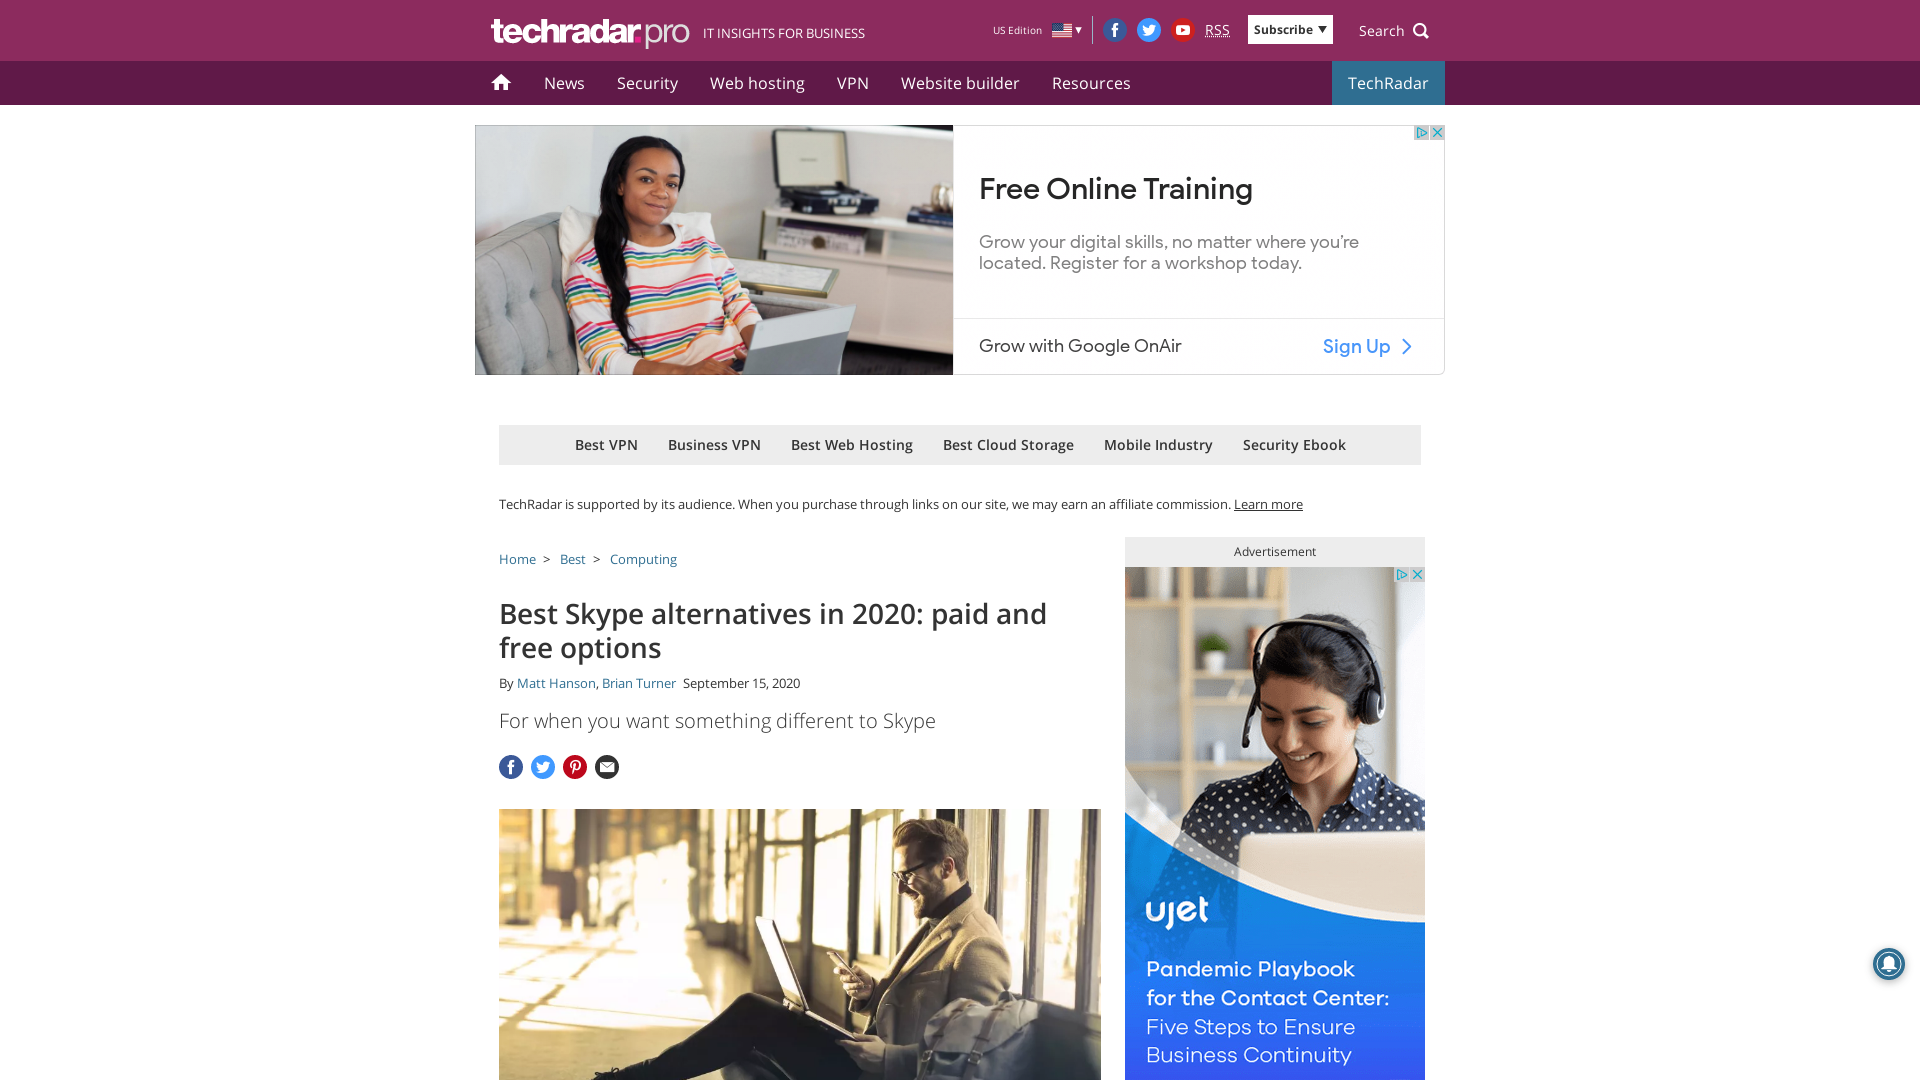 techradar.pro IT INSIGHTS FOR BUSINESS
US Edition
RSS
Subscribe
Search
News
Security
Web hosting
VPN
Website builder
Resources
TechRadar
Free Online Training
Grow your digital skills, no matter where you're
located. Register for a workshop today.
Grow with Google OnAir
Sign Up
Best VPN
Business VPN
Best Web Hosting
Best Cloud Storage
Mobile Industry
Security Ebook
TechRadar is supported by its audience. When you purchase through links on our site, we may earn an affiliate commission. Learn more
Home > Best > Computing
Best Skype alternatives in 2020: paid and
free options
By Matt Hanson, Brian Turner September 15, 2020
For when you want something different to Skype
Advertisement
ujet
Pandemic Playbook
for the Contact Center:
Five Steps to Ensure
Business Continuity